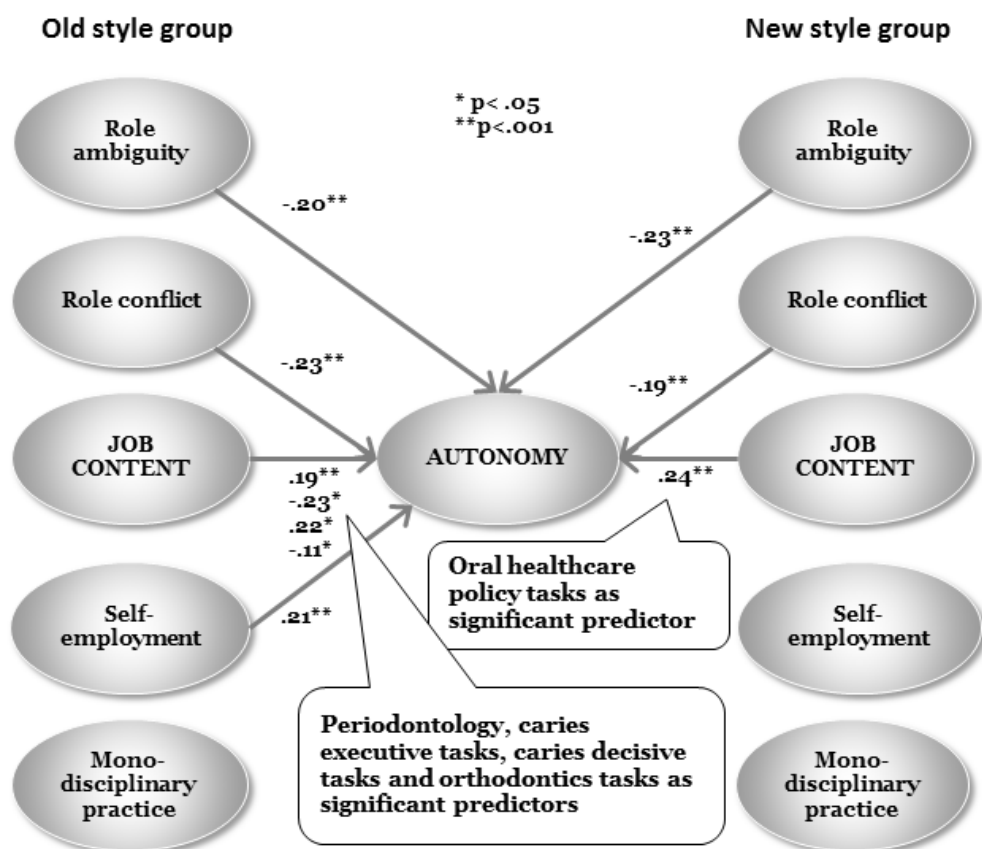 Old style group
New style group
* p< .05
**p<.001
Role
ambiguity
Role
ambiguity
-.20**
-.23**
Role conflict
Role conflict
-.23**
-.19**
JOB
CONTENT
AUTONOMY
JOB
CONTENT
.19**
-.23*
.22*
-.11*
.24**
Oral healthcare
policy tasks as
significant predictor
Self-
employment
.21**
Self-
employment
Periodontology, caries
executive tasks, caries decisive
tasks and orthodontics tasks as
significant predictors
Mono-
disciplinary
practice
Mono-
disciplinary
practice